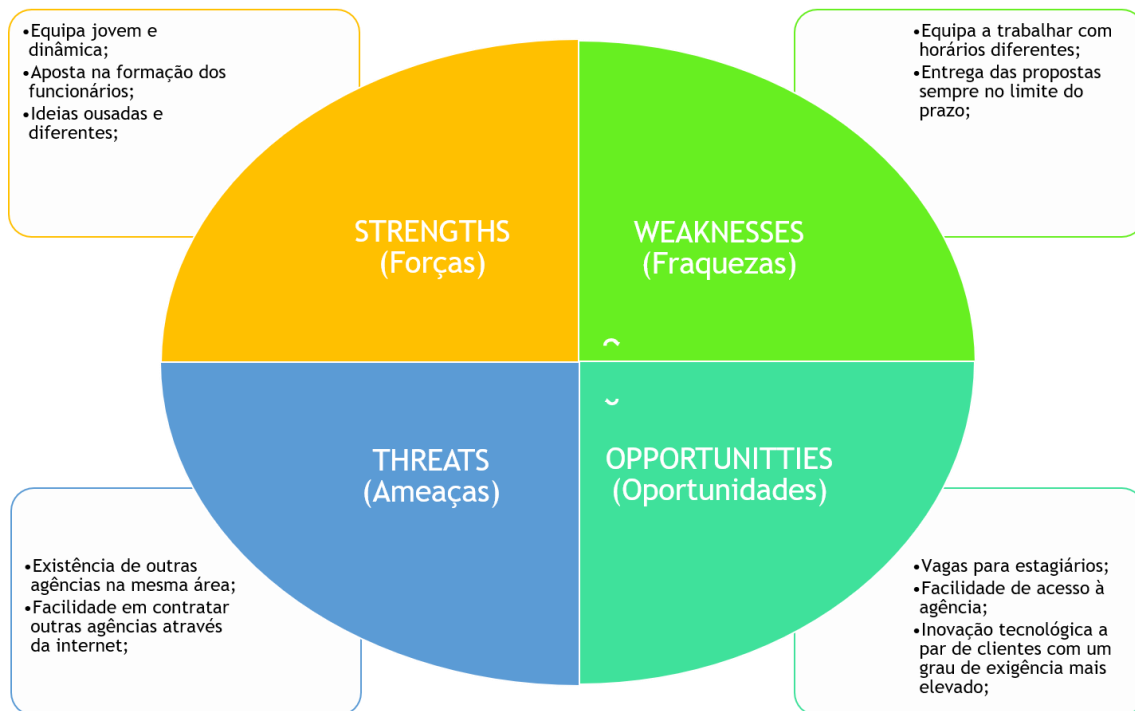 •Equipa jovem e
dinâmica;
•Aposta na formação dos
funcionários;
•Ideias ousadas e
diferentes;
•Equipa a trabalhar com
horários diferentes;
•Entrega das propostas
sempre no limite do
prazo;
STRENGTHS
(Forças)
WEAKNESSES
(Fraquezas)
THREATS
(Ameaças)
OPPORTUNITTIES
(Oportunidades)
•Existência de outras
agências na mesma área;
•Facilidade em contratar
outras agências através
da internet;
•Vagas para estagiários;
•Facilidade de acesso à
agência;
•Inovação tecnológica a
par de clientes com um
grau de exigência mais
elevado;